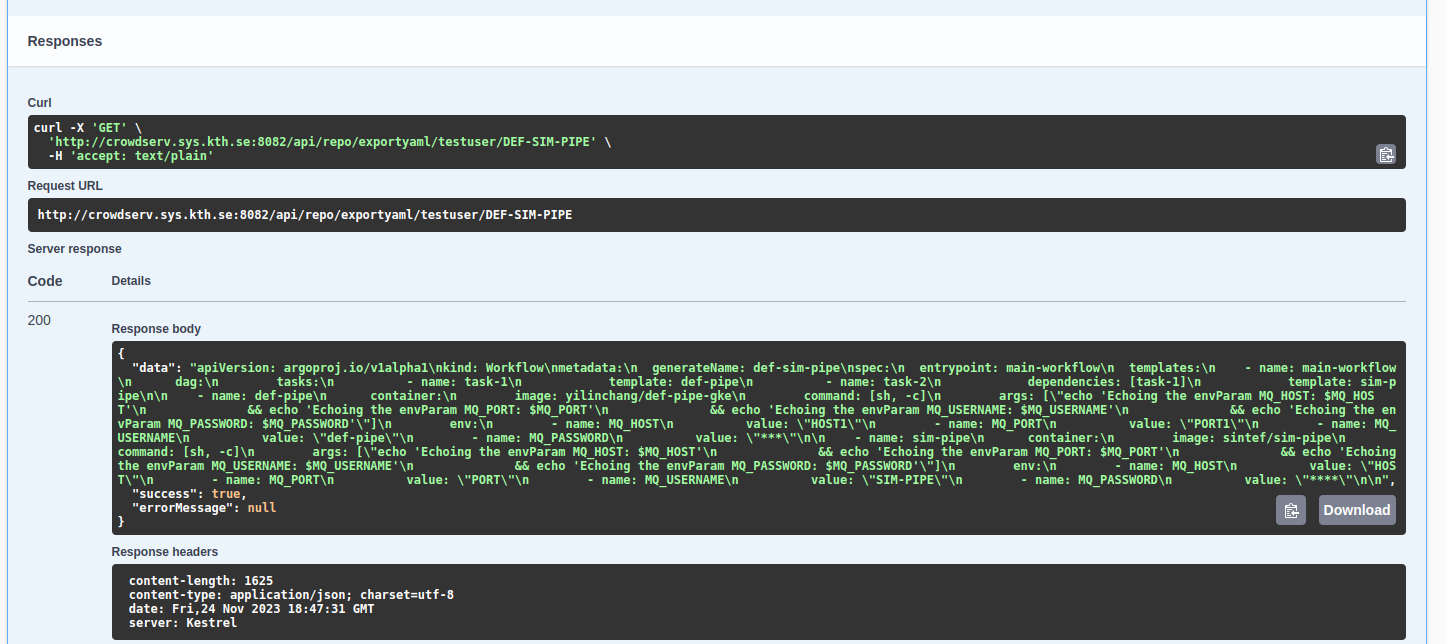 Responses
Curl
curl -X 'GET' \
  'http://crowdserv.sys.kth.se:8082/api/repo/exportyaml/testuser/DEF-SIM-PIPE' \
  -H 'accept: text/plain'
Request URL
http://crowdserv.sys.kth.se:8082/api/repo/exportyaml/testuser/DEF-SIM-PIPE
Server response
Code Details
200
Response body
{
  "data": "apiVersion: argoproj.io/v1alpha1\nkind: Workflow\nmetadata:\n  generateName: def-sim-pipe\nspec:\n  entrypoint: main-workflow\n  templates:\n    - name: main-workflow
\n      dag:\n        tasks:\n          - name: task-1\n            template: def-pipe\n          - name: task-2\n            dependencies: [task-1]\n            template: sim-p
ipe\n\n    - name: def-pipe\n      container:\n        image: yilinchang/def-pipe-gke\n        command: [sh, -c]\n        args: [\"echo 'Echoing the envParam MQ_HOST: $MQ_HOS
T'\n              && echo 'Echoing the envParam MQ_PORT: $MQ_PORT'\n              && echo 'Echoing the envParam MQ_USERNAME: $MQ_USERNAME'\n              && echo 'Echoing the en
vParam MQ_PASSWORD: $MQ_PASSWORD'\"]\n        env:\n          - name: MQ_HOST\n            value: \"HOST1\"\n          - name: MQ_PORT\n            value: \"PORT1\"\n          - name: MQ_
USERNAME\n            value: \"def-pipe\"\n          - name: MQ_PASSWORD\n            value: \"***\"\n\n    - name: sim-pipe\n      container:\n        image: sintef/sim-pipe\n
command: [sh, -c]\n        args: [\"echo 'Echoing the envParam MQ_HOST: $MQ_HOST'\n              && echo 'Echoing the envParam MQ_PORT: $MQ_PORT'\n              && echo 'Echoing
the envParam MQ_USERNAME: $MQ_USERNAME'\n              && echo 'Echoing the envParam MQ_PASSWORD: $MQ_PASSWORD'\"]\n        env:\n          - name: MQ_HOST\n            value: \"HOS
T\"\n          - name: MQ_PORT\n            value: \"PORT\"\n          - name: MQ_USERNAME\n            value: \"SIM-PIPE\"\n          - name: MQ_PASSWORD\n            value: \"****\"\n\n",
  "success": true,
  "errorMessage": null
}
Download
Response headers
content-length: 1625
content-type: application/json; charset=utf-8
date: Fri,24 Nov 2023 18:47:31 GMT
server: Kestrel